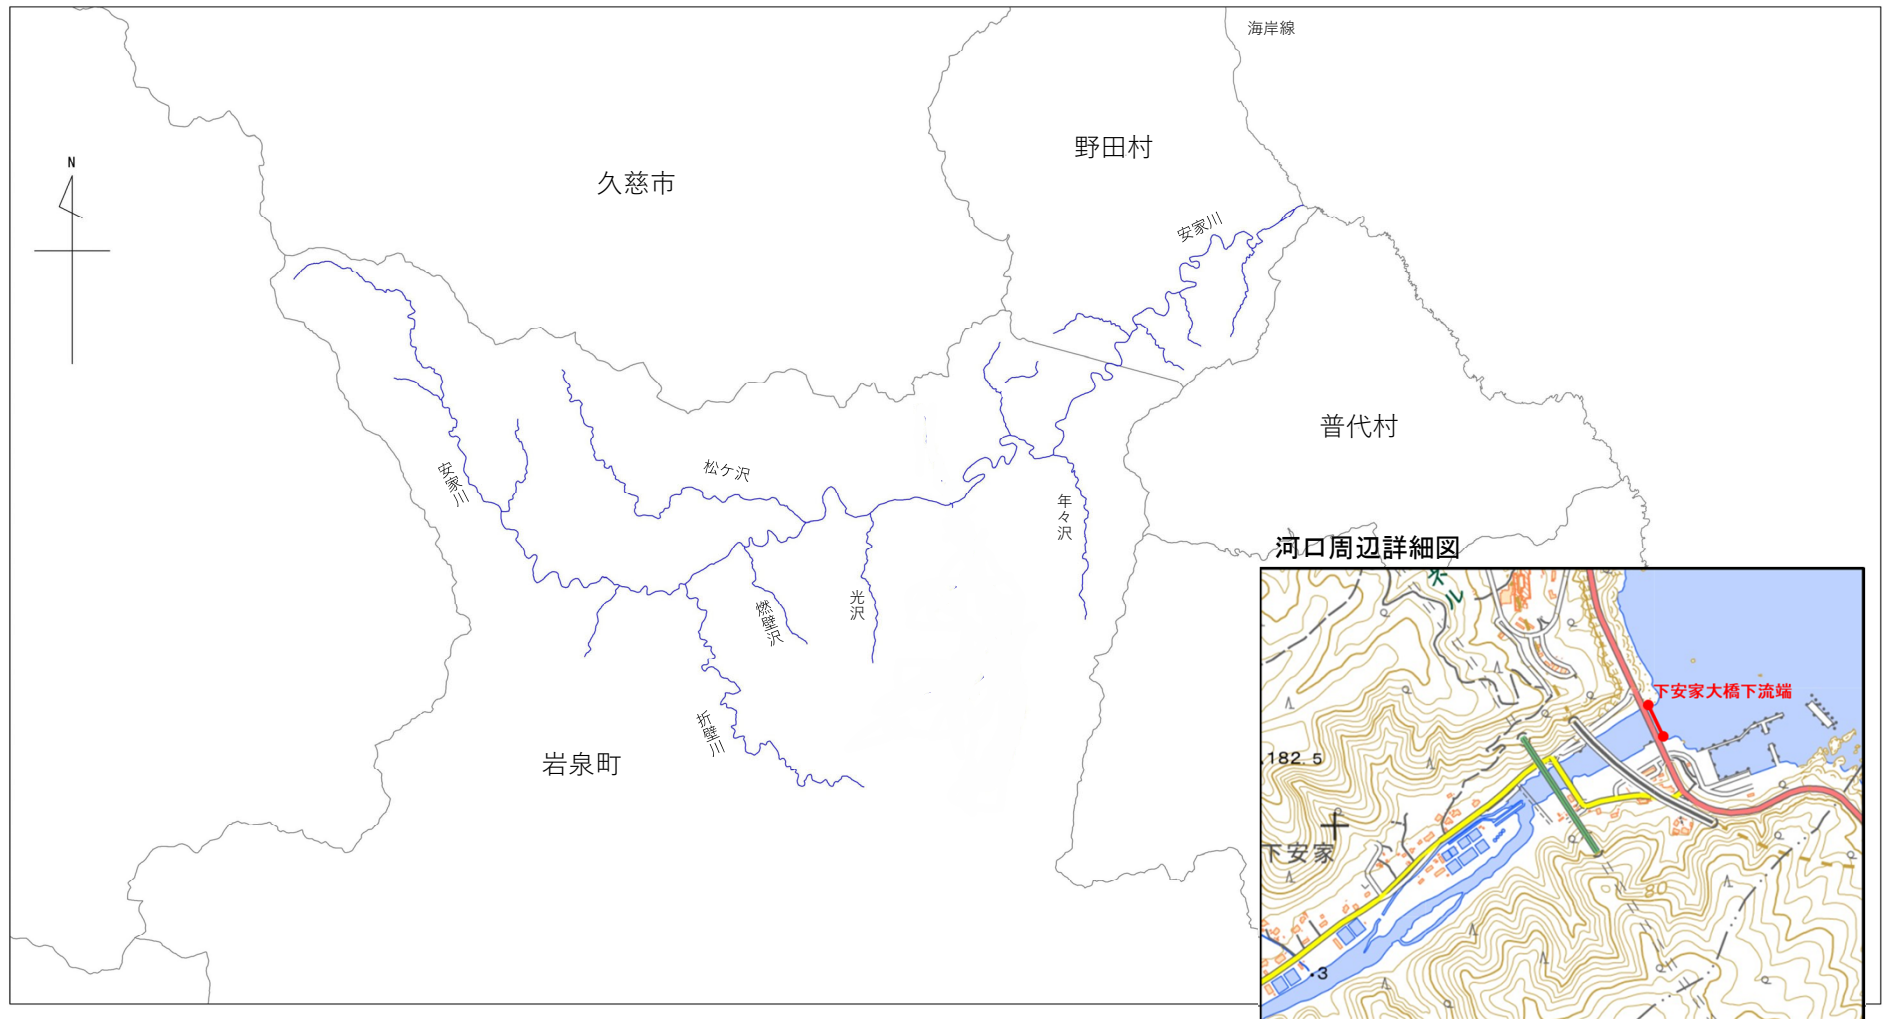 海岸線
野田村
N
久慈市
安家川
普代村
安家川
松ケ沢
年々沢
河口周辺詳細図
ネル
燃壁沢
光沢
下安家大橋下流端
折壁川
岩泉町
182.5
下安家
80
3